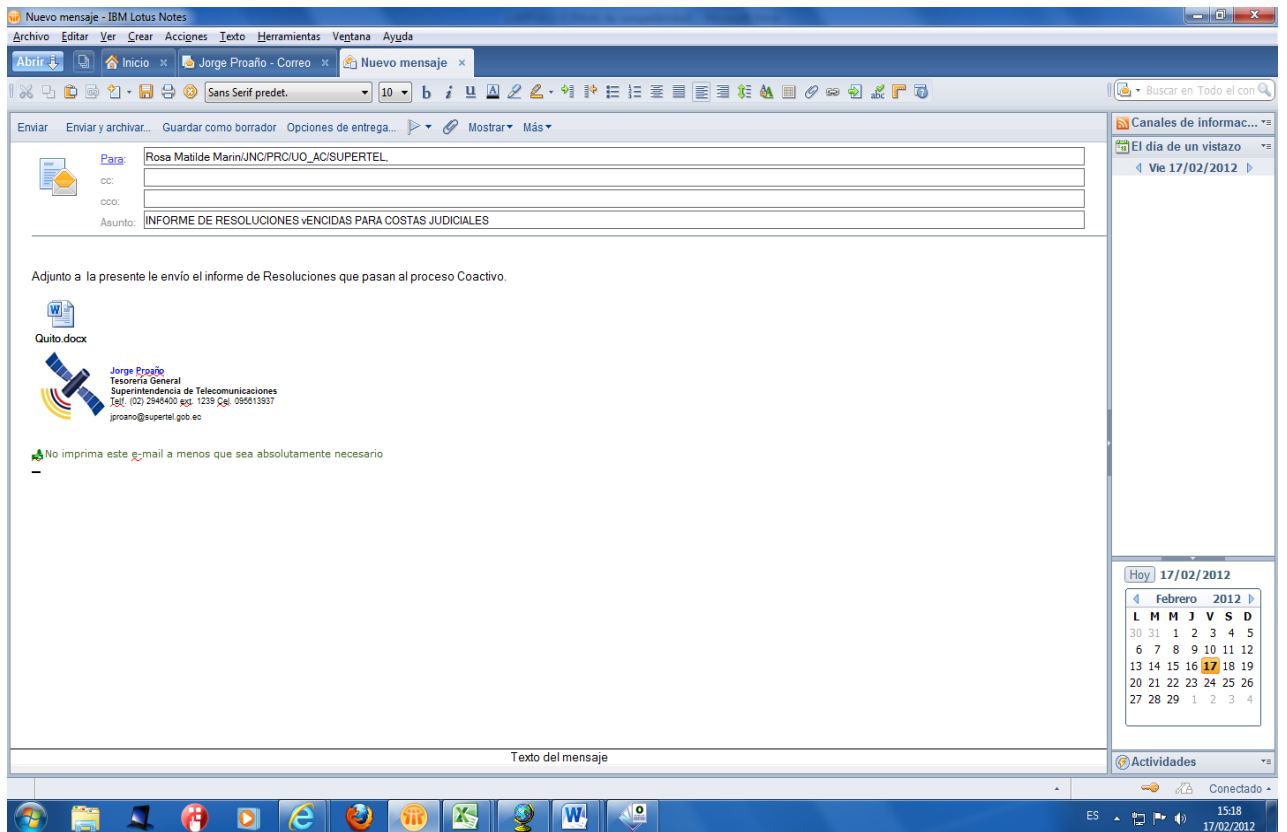 Nuevo mensaje - IBM Lotus Notes
Archivo Editar Ver Crear Acciones Texto Herramientas Ventana Ayuda
Abrir Inicio Jorge Proaño - Correo Nuevo mensaje
Sans Serif predet. 10 b i u Buscar en Todo el con
Enviar Enviar y archivar... Guardar como borrador Opciones de entrega... Mostrar Más
Canales de informac...
El día de un vistazo
Vie 17/02/2012
Para: Rosa Matilde Marin/JNC/PRC/UO_AC/SUPERTEL,
cc:
cco:
Asunto: INFORME DE RESOLUCIONES vENCIDAS PARA COSTAS JUDICIALES
Adjunto a la presente le envío el informe de Resoluciones que pasan al proceso Coactivo.
Quito.docx
Jorge Proaño
Tesorería General
Superintendencia de Telecomunicaciones
Telf. (02) 2946400 ext. 1239 Cel. 095613937
jproano@supertel.gob.ec
No imprima este e-mail a menos que sea absolutamente necesario
Hoy 17/02/2012
Febrero 2012
L M M J V S D
30 31 1 2 3 4 5
6 7 8 9 10 11 12
13 14 15 16 17 18 19
20 21 22 23 24 25 26
27 28 29 1 2 3 4
Texto del mensaje
Actividades
Conectado
ES 15:18
17/02/2012